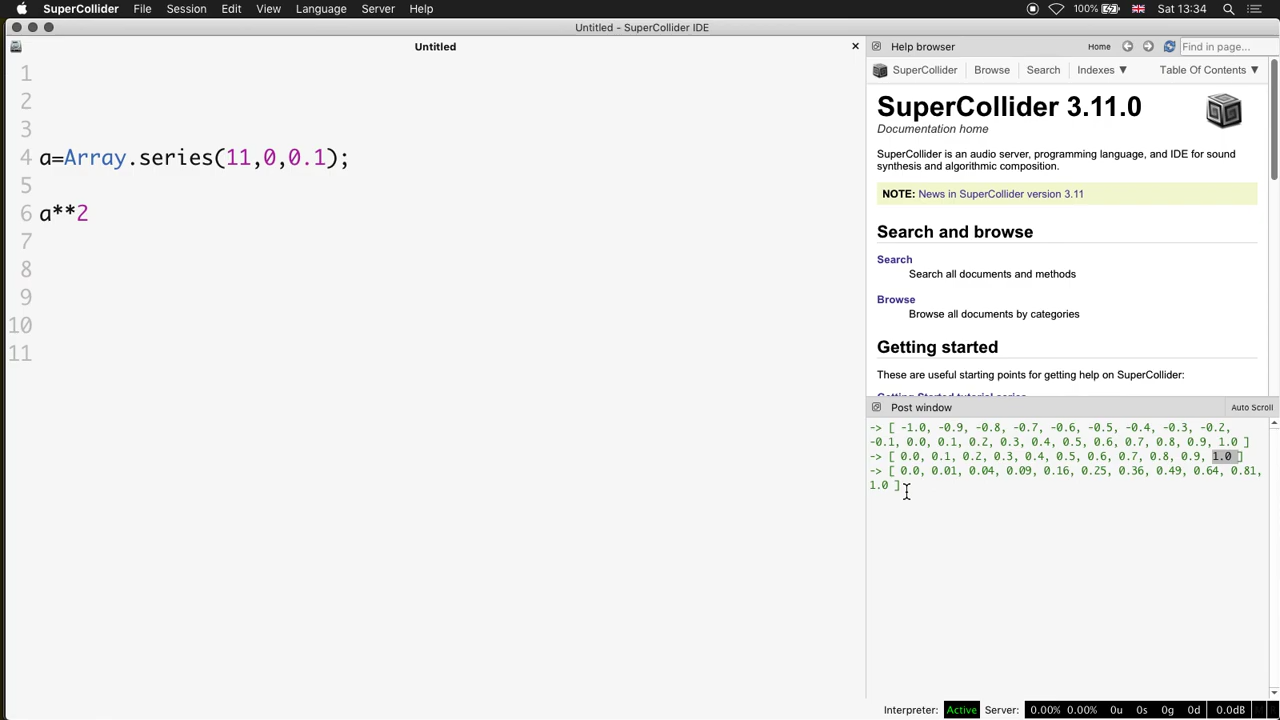 SuperCollider File Session Edit View Language Server Help 100% Sat 13:34
Untitled - SuperCollider IDE
Untitled
Help browser Home Find in page...
SuperCollider Browse Search Indexes ▼ Table Of Contents ▼
SuperCollider 3.11.0
Documentation home
SuperCollider is an audio server, programming language, and IDE for sound
synthesis and algorithmic composition.
NOTE: News in SuperCollider version 3.11
Search and browse
Search
Search all documents and methods
Browse
Browse all documents by categories
Getting started
These are useful starting points for getting help on SuperCollider:
Getting Started tutorial series
1
2
3
4 a=Array.series(11,0,0.1);
5
6 a**2
7
8
9
10
11
Post window Auto Scroll
-> [ -1.0, -0.9, -0.8, -0.7, -0.6, -0.5, -0.4, -0.3, -0.2,
-0.1, 0.0, 0.1, 0.2, 0.3, 0.4, 0.5, 0.6, 0.7, 0.8, 0.9, 1.0 ]
-> [ 0.0, 0.1, 0.2, 0.3, 0.4, 0.5, 0.6, 0.7, 0.8, 0.9, 1.0 ]
-> [ 0.0, 0.01, 0.04, 0.09, 0.16, 0.25, 0.36, 0.49, 0.64, 0.81,
1.0 ]
Interpreter: Active Server: 0.00% 0.00% 0u 0s 0g 0d 0.0dB